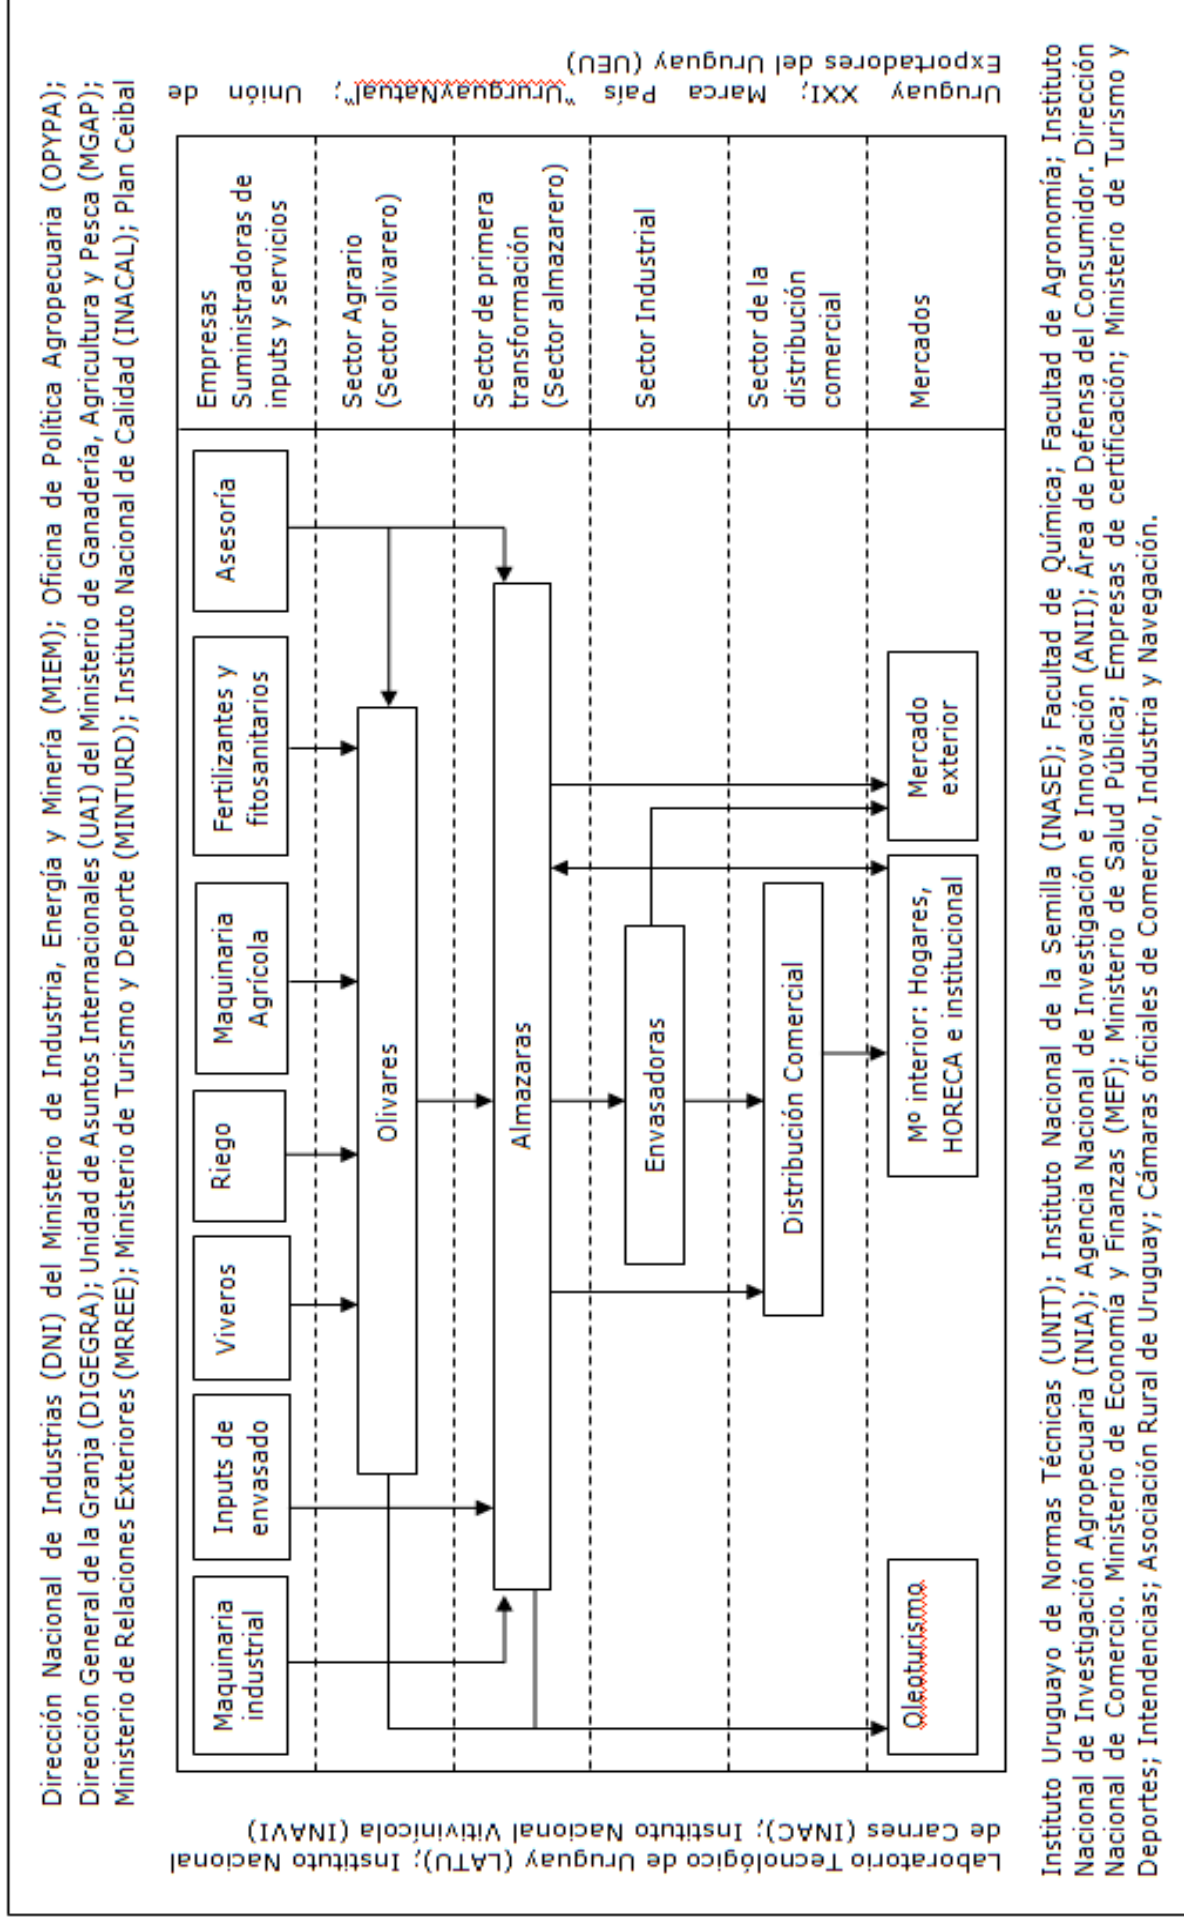 Dirección Nacional de Industrias (DNI) del Ministerio de Industria, Energía y Minería (MIEM); Oficina de Política Agropecuaria (OPYPA);
Dirección General de la Granja (DIGEGRA); Unidad de Asuntos Internacionales (UAI) del Ministerio de Ganadería, Agricultura y Pesca (MGAP);
Ministerio de Relaciones Exteriores (MRREE); Ministerio de Turismo y Deporte (MINTURD); Instituto Nacional de Calidad (INACAL); Plan Ceibal
Laboratorio Tecnológico de Uruguay (LATU); Instituto Nacional
de Carnes (INAC); Instituto Nacional Vitivinícola (INAVI)
Maquinaria
industrial
Inputs de
envasado
Viveros
Riego
Maquinaria
Agrícola
Fertilizantes y
fitosanitarios
Asesoría
Empresas
Suministradoras de
inputs y servicios
Olivares
Sector Agrario
(Sector olivarero)
Almazaras
Sector de primera
transformación
(Sector almazarero)
Envasadoras
Sector Industrial
Distribución Comercial
Sector de la
distribución
comercial
Oleoturismo
Mº interior: Hogares,
HORECA e institucional
Mercado
exterior
Mercados
Uruguay XXI; Marca País "UrurguayNatual"; Unión de
Exportadores del Uruguay (UEU)
Instituto Uruguayo de Normas Técnicas (UNIT); Instituto Nacional de la Semilla (INASE); Facultad de Química; Facultad de Agronomía; Instituto
Nacional de Investigación Agropecuaria (INIA); Agencia Nacional de Investigación e Innovación (ANII); Área de Defensa del Consumidor. Dirección
Nacional de Comercio. Ministerio de Economía y Finanzas (MEF); Ministerio de Salud Pública; Empresas de certificación; Ministerio de Turismo y
Deportes; Intendencias; Asociación Rural de Uruguay; Cámaras oficiales de Comercio, Industria y Navegación.